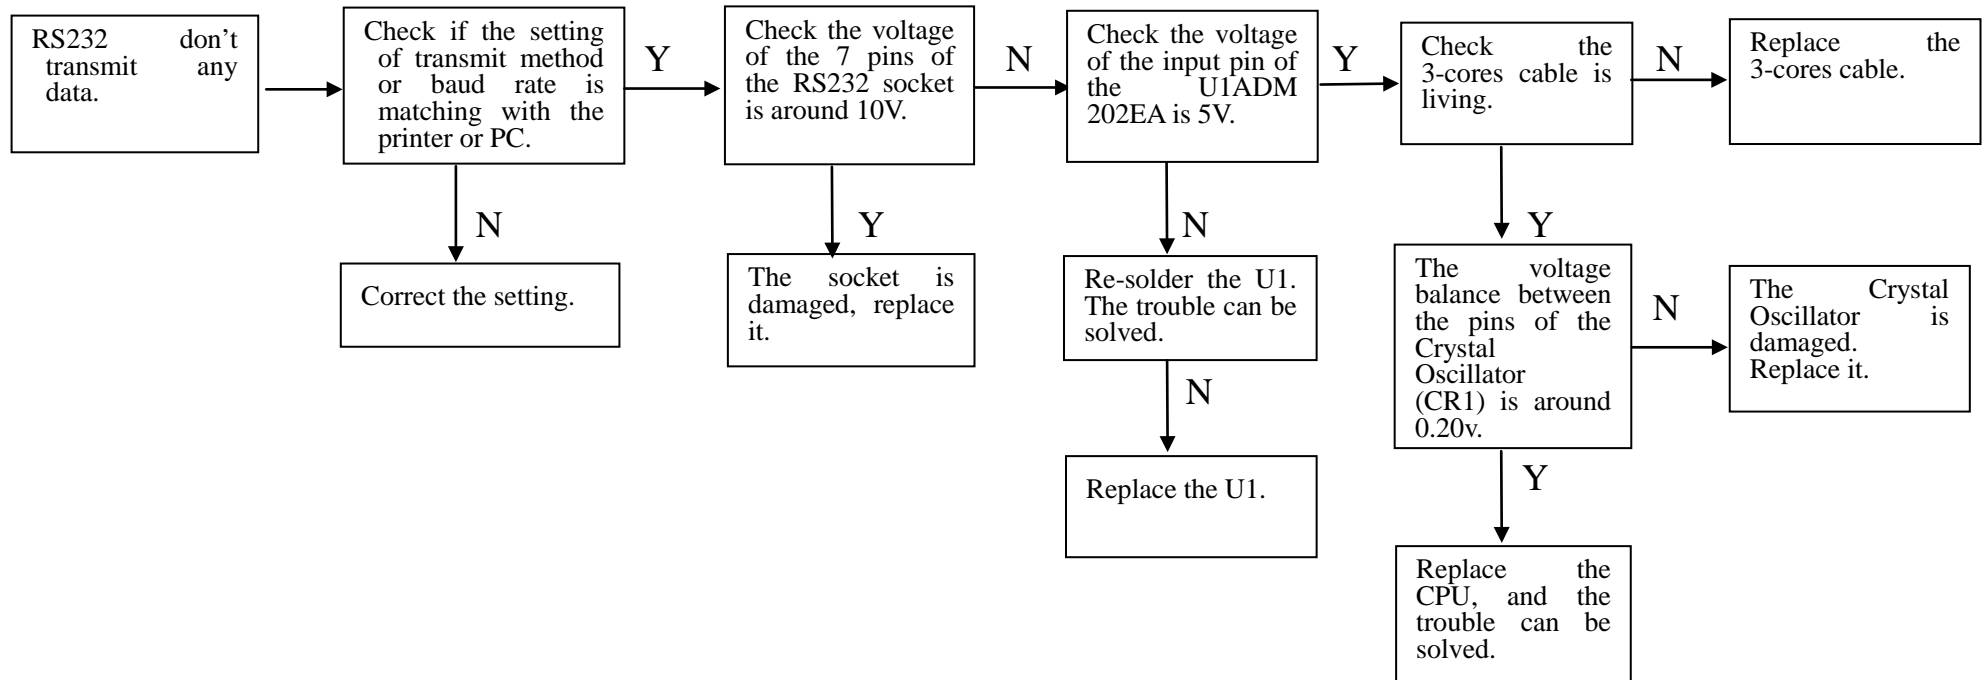 RS232 don't
transmit any
data.
Check if the setting
of transmit method
or baud rate is
matching with the
printer or PC.
Y
Check the voltage
of the 7 pins of
the RS232 socket
is around 10V.
N
Check the voltage
of the input pin of
the U1ADM
202EA is 5V.
Y
Check the
3-cores cable is
living.
N
Replace the
3-cores cable.
N
Y
N
Y
Correct the setting.
The socket is
damaged, replace
it.
Re-solder the U1.
The trouble can be
solved.
The voltage
balance between
the pins of the
Crystal
Oscillator
(CR1) is around
0.20v.
N
The Crystal
Oscillator is
damaged.
Replace it.
N
Y
Replace the U1.
Replace the
CPU, and the
trouble can be
solved.